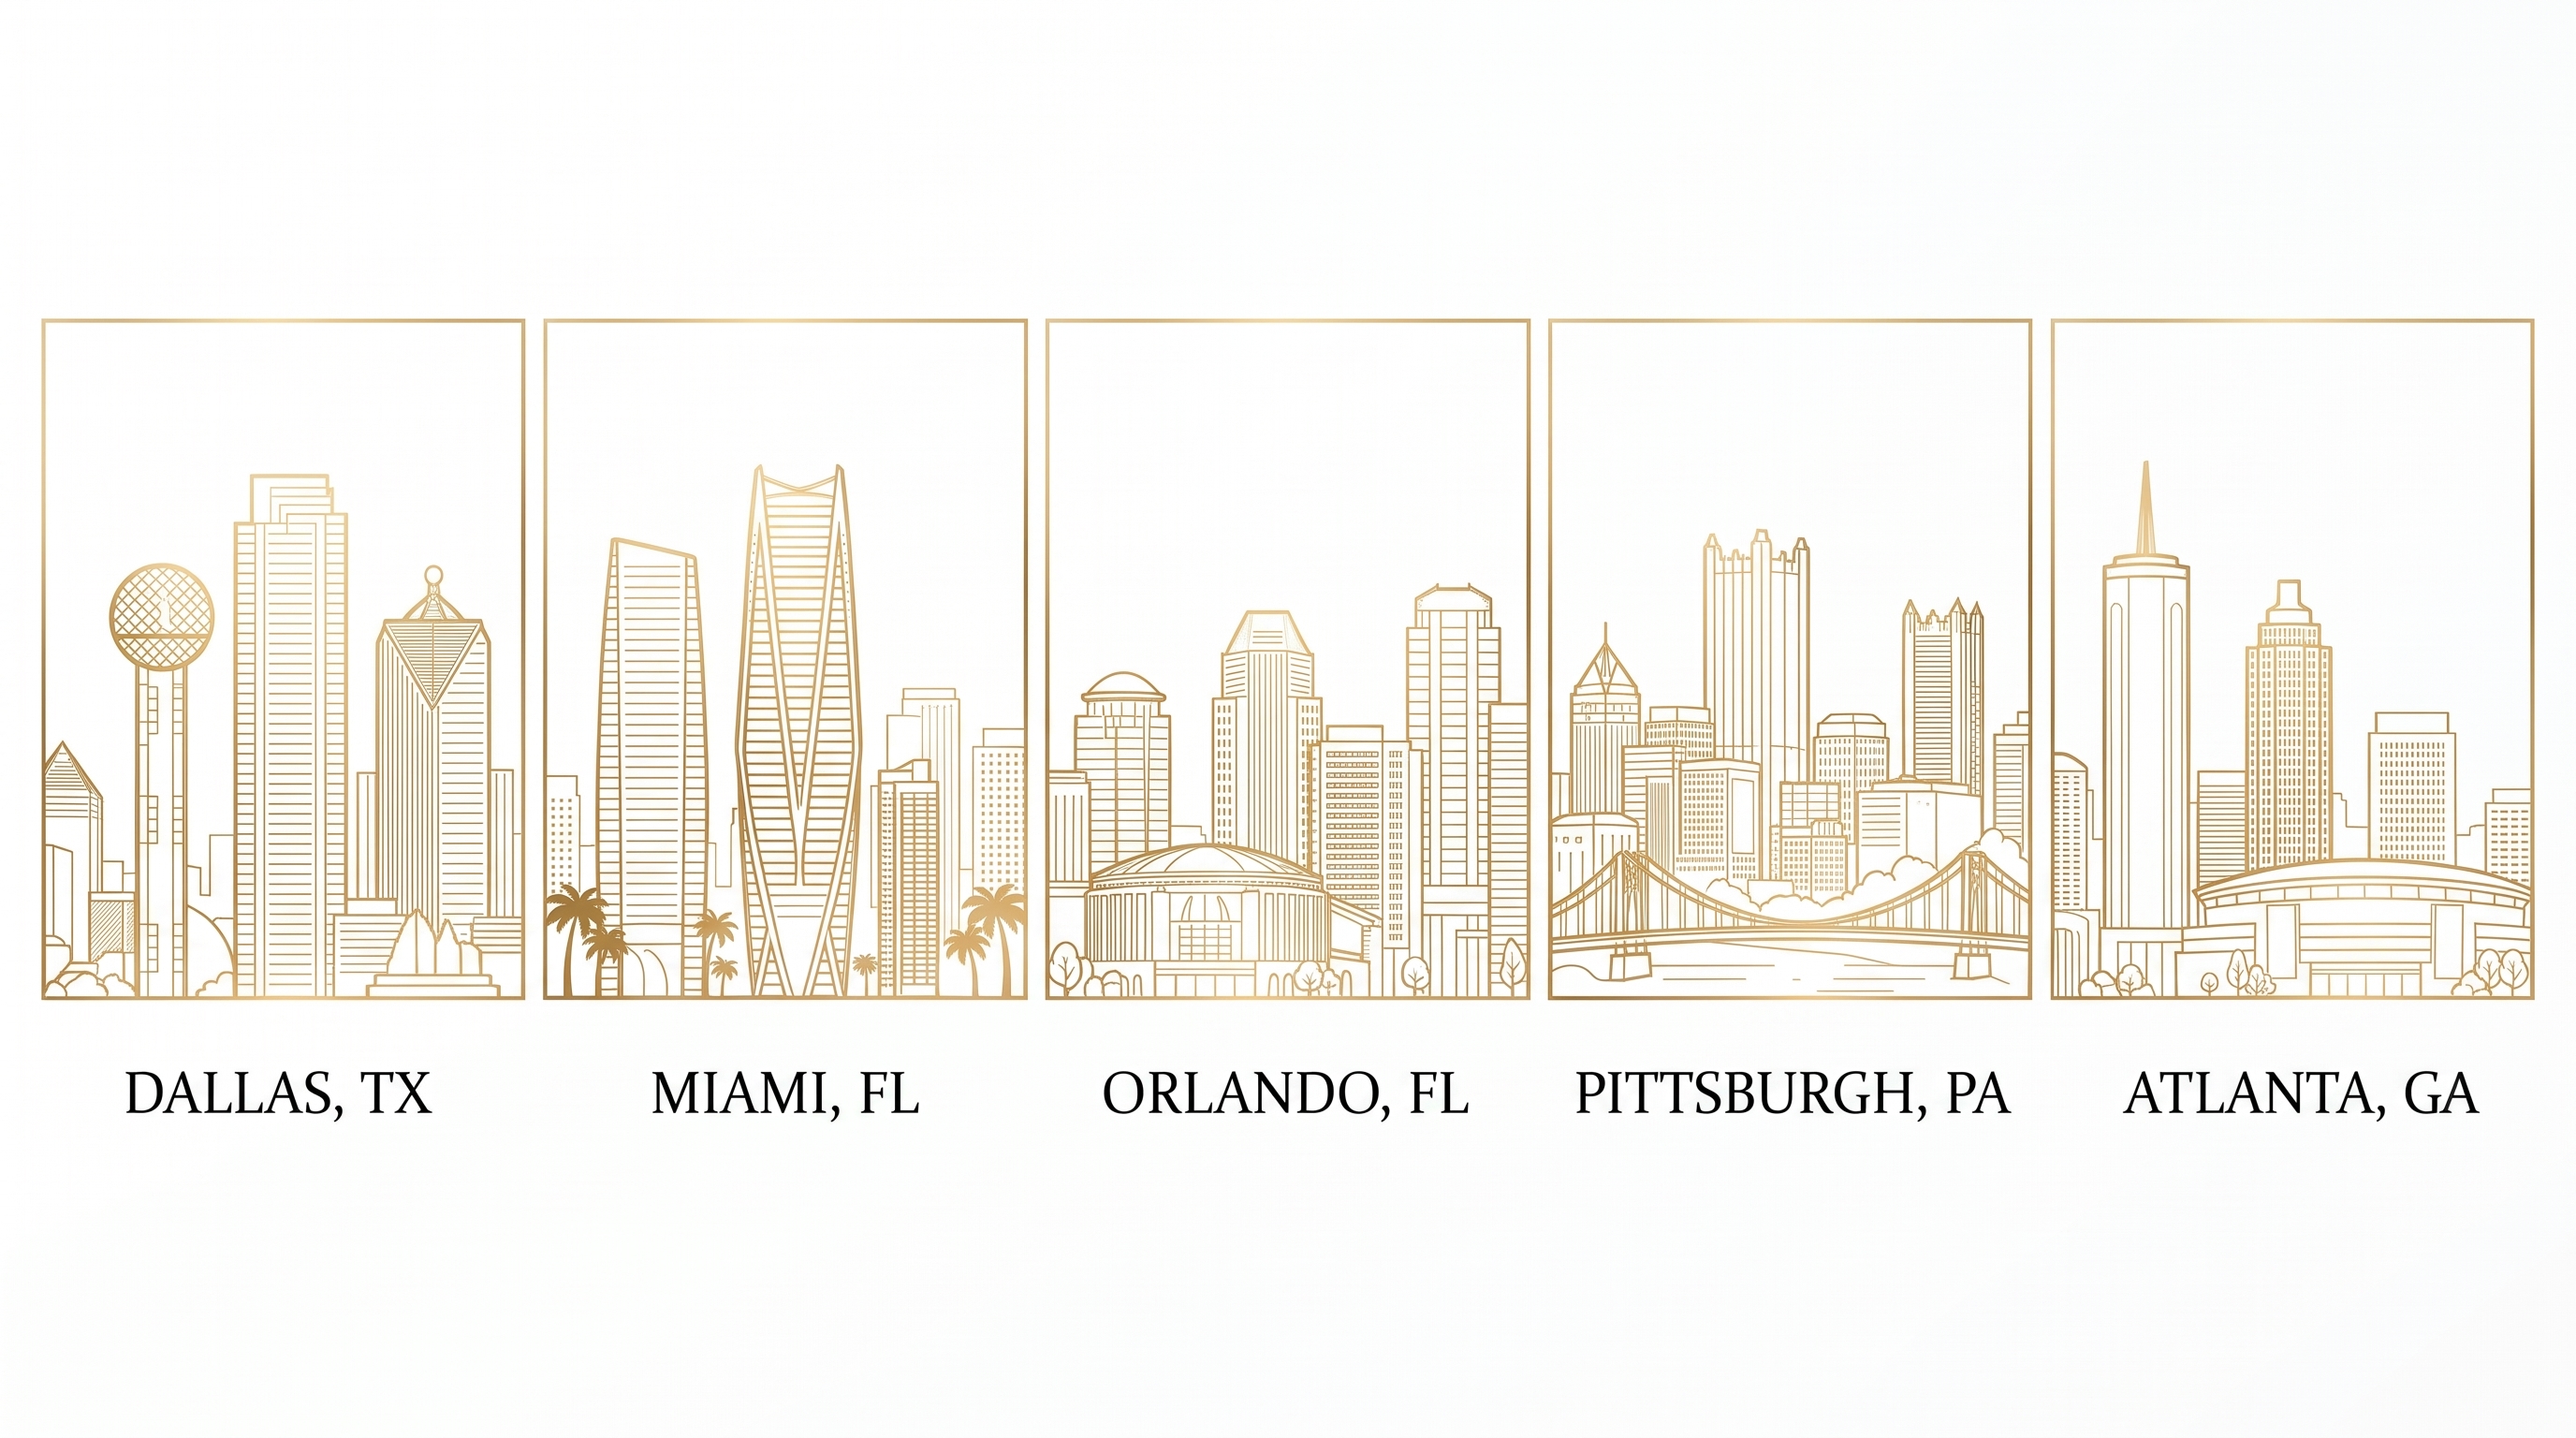 DALLAS, TX
MIAMI, FL
ORLANDO, FL
PITTSBURGH, PA
ATLANTA, GA